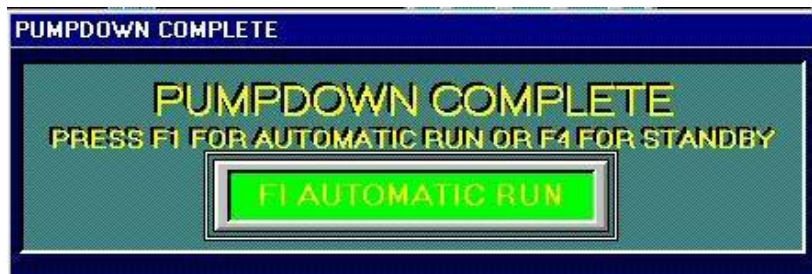 PUMPDOWN COMPLETE
PUMPDOWN COMPLETE
PRESS F1 FOR AUTOMATIC RUN OR F4 FOR STANDBY
F1 AUTOMATIC RUN